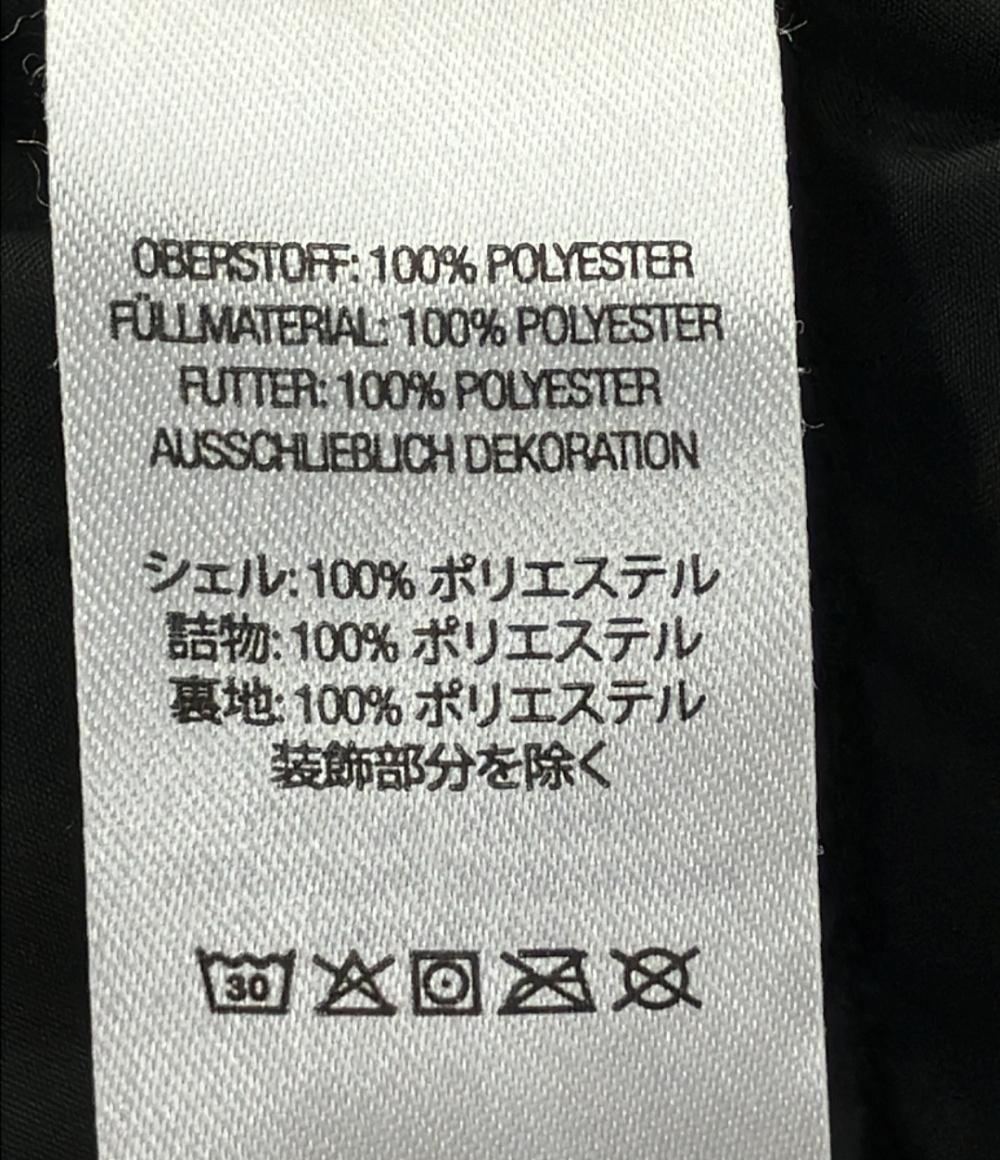 OBERSTOFF: 100% POLYESTER
FÜLLMATERIAL: 100% POLYESTER
FUTTER: 100% POLYESTER
AUSSCHLIEBLICH DEKORATION
シェル: 100% ポリエステル
詰物: 100% ポリエステル
裏地: 100% ポリエステル
装飾部分を除く
30